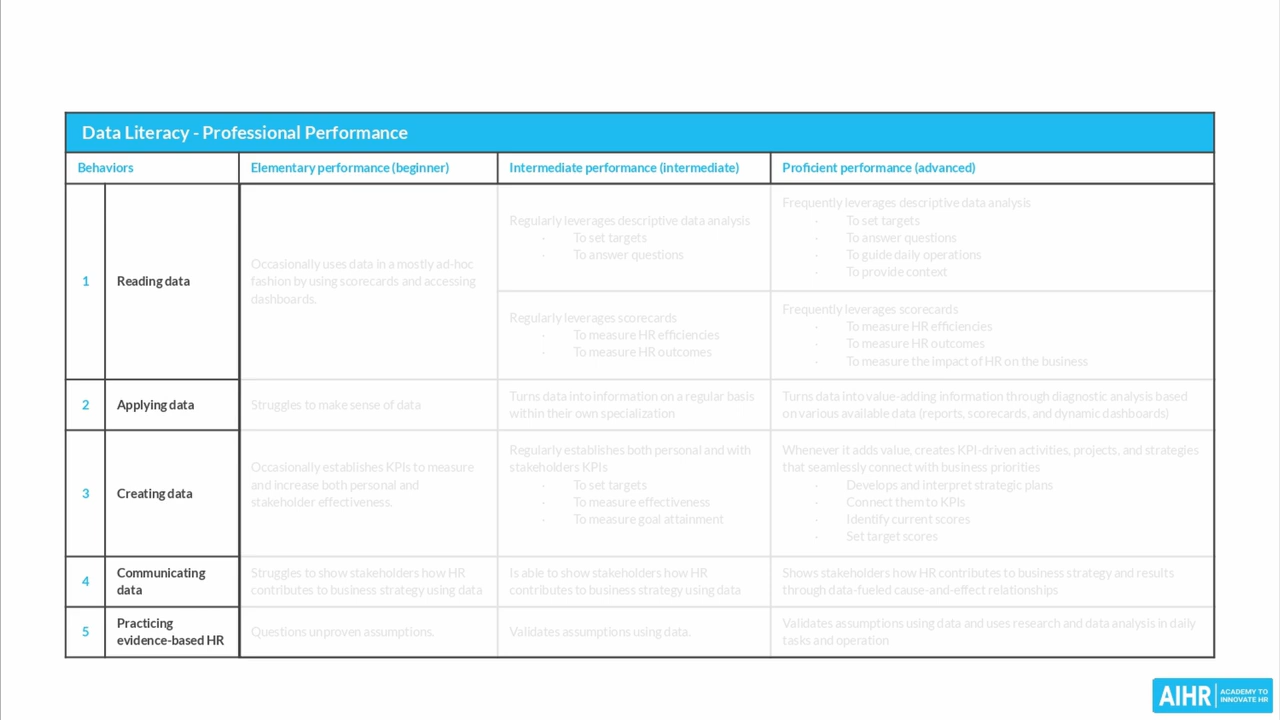 Data Literacy - Professional Performance
Behaviors
Elementary performance (beginner)
Intermediate performance (intermediate)
Proficient performance (advanced)
1
Reading data
Occasionally uses data in a mostly ad-hoc
fashion by using scorecards and accessing
dashboards.
Regularly leverages descriptive data analysis
· To set targets
· To answer questions
Frequently leverages descriptive data analysis
· To set targets
· To answer questions
· To guide daily operations
· To provide context
Regularly leverages scorecards
· To measure HR efficiencies
· To measure HR outcomes
Frequently leverages scorecards
· To measure HR efficiencies
· To measure HR outcomes
· To measure the impact of HR on the business
2
Applying data
Struggles to make sense of data
Turns data into information on a regular basis
within their own specialization
Turns data into value-adding information through diagnostic analysis based
on various available data (reports, scorecards, and dynamic dashboards)
3
Creating data
Occasionally establishes KPIs to measure
and increase both personal and
stakeholder effectiveness.
Regularly establishes both personal and with
stakeholders KPIs
· To set targets
· To measure effectiveness
· To measure goal attainment
Whenever it adds value, creates KPI-driven activities, projects, and strategies
that seamlessly connect with business priorities
· Develops and interpret strategic plans
· Connect them to KPIs
· Identify current scores
· Set target scores
4
Communicating
data
Struggles to show stakeholders how HR
contributes to business strategy using data
Is able to show stakeholders how HR
contributes to business strategy using data
Shows stakeholders how HR contributes to business strategy and results
through data-fueled cause-and-effect relationships
5
Practicing
evidence-based HR
Questions unproven assumptions.
Validates assumptions using data.
Validates assumptions using data and uses research and data analysis in daily
tasks and operation
AIHR
ACADEMY TO
INNOVATE HR